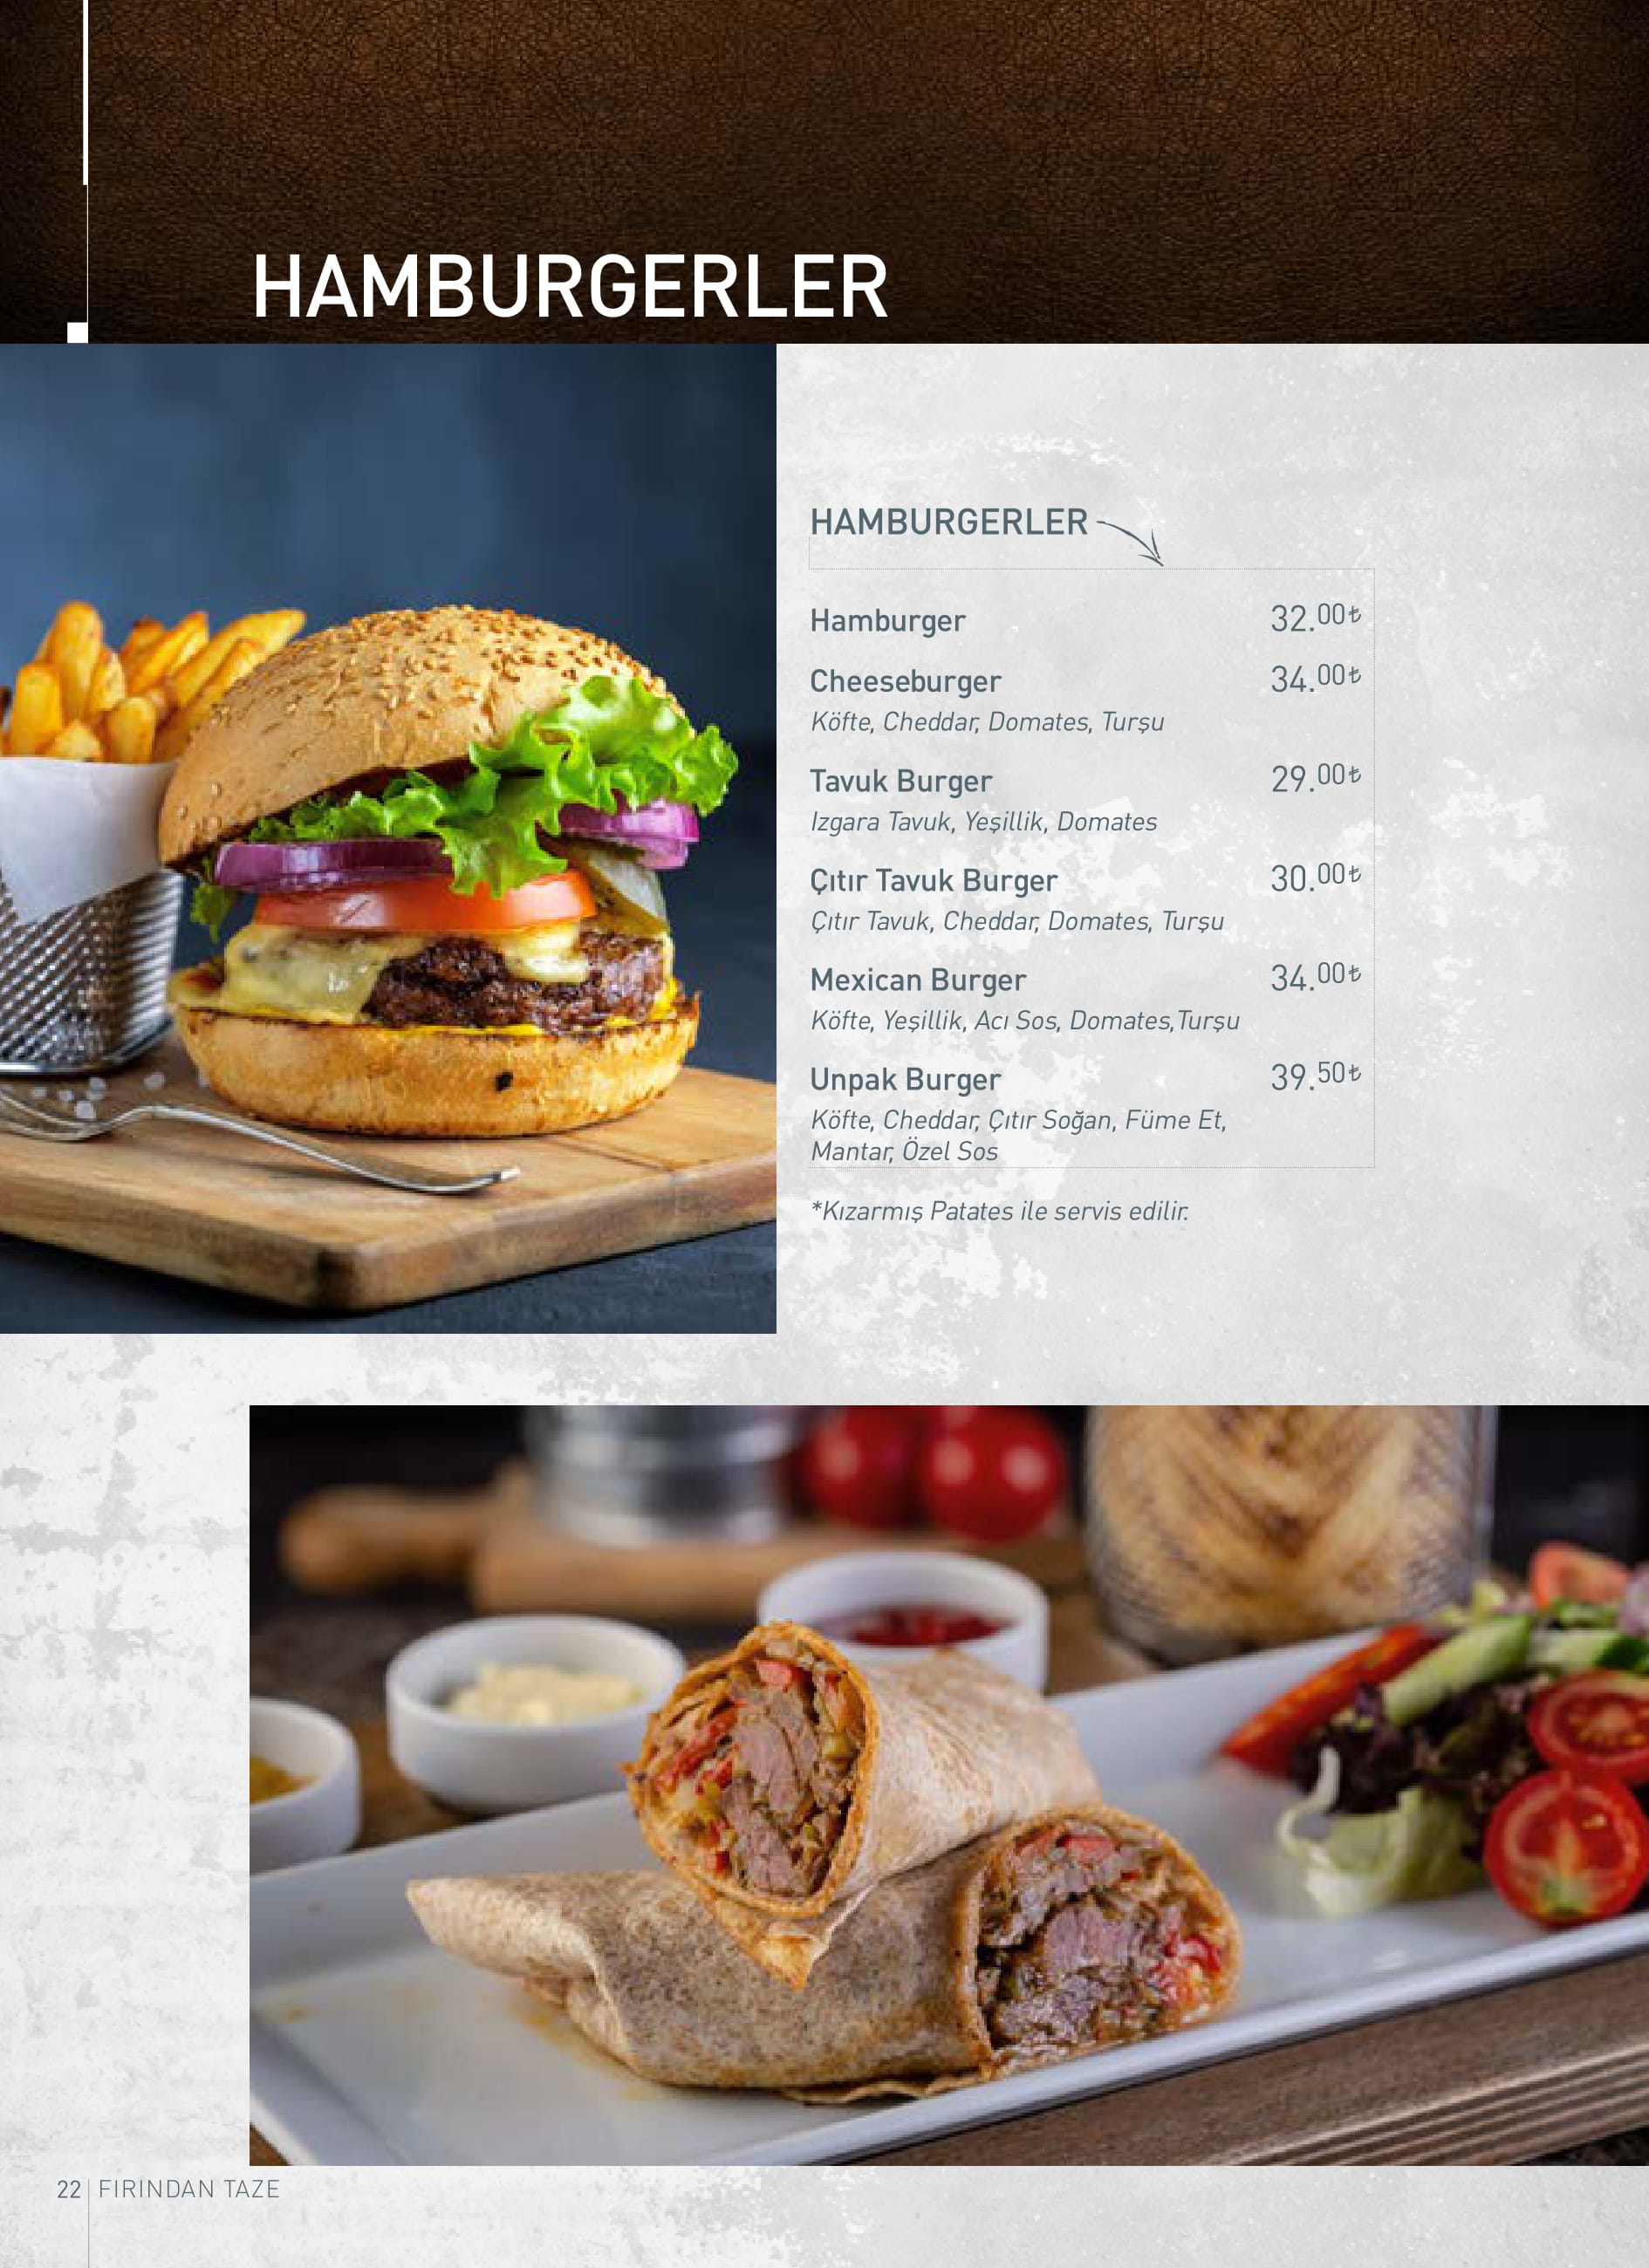 HAMBURGERLER
HAMBURGERLER
Hamburger 32.00₺
Cheeseburger 34.00₺
Köfte, Cheddar, Domates, Turşu
Tavuk Burger 29.00₺
Izgara Tavuk, Yeşillik, Domates
Çıtır Tavuk Burger 30.00₺
Çıtır Tavuk, Cheddar, Domates, Turşu
Mexican Burger 34.00₺
Köfte, Yeşillik, Acı Sos, Domates,Turşu
Unpak Burger 39.50₺
Köfte, Cheddar, Çıtır Soğan, Füme Et,
Mantar, Özel Sos
*Kızarmış Patates ile servis edilir.
22 FIRINDAN TAZE